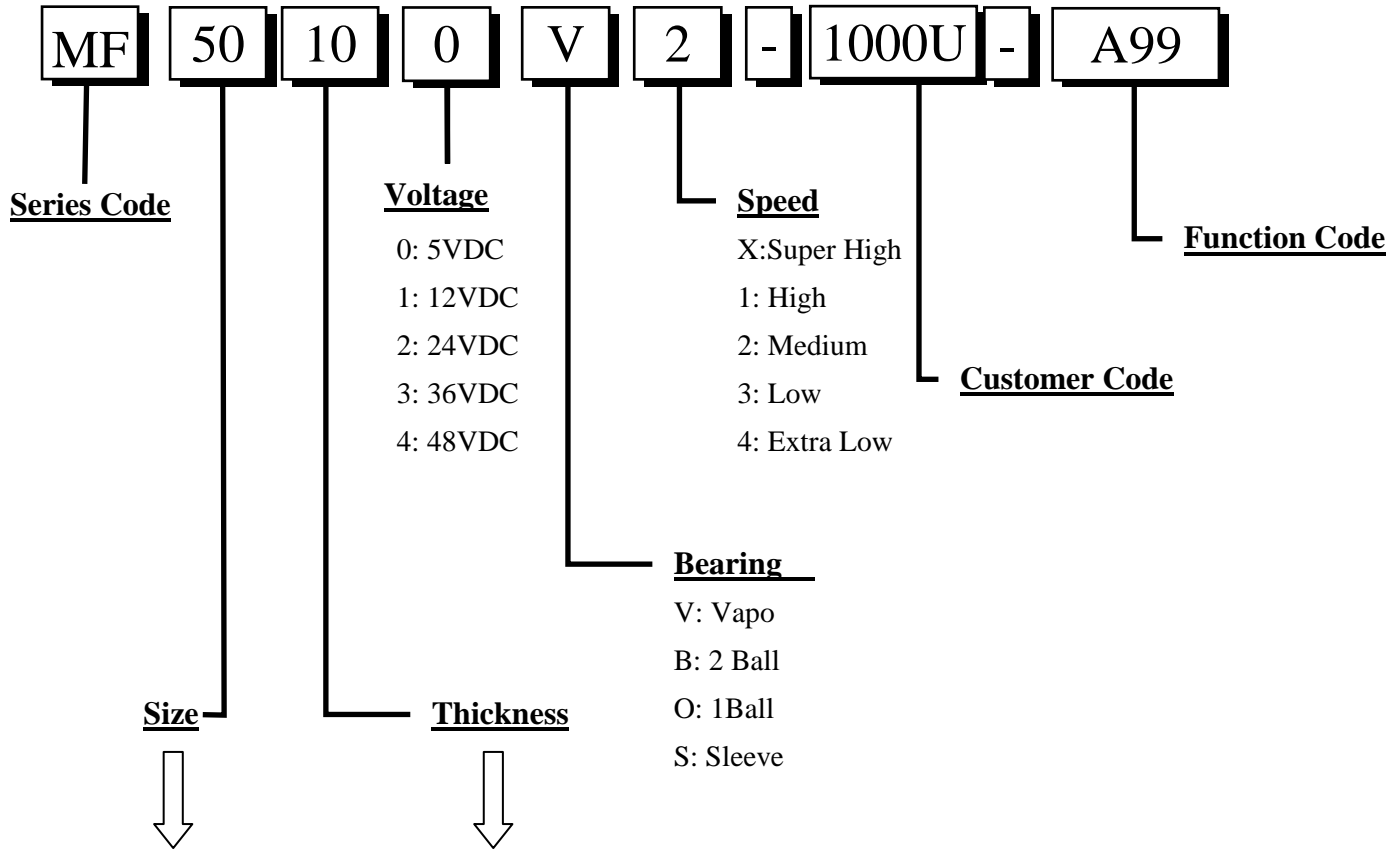 MF 50 10 0 V 2 - 1000U - A99
Series Code
Voltage
0: 5VDC
1: 12VDC
2: 24VDC
3: 36VDC
4: 48VDC
Speed
X:Super High
1: High
2: Medium
3: Low
4: Extra Low
Function Code
Customer Code
Bearing
V: Vapo
B: 2 Ball
O: 1Ball
S: Sleeve
Size
Thickness